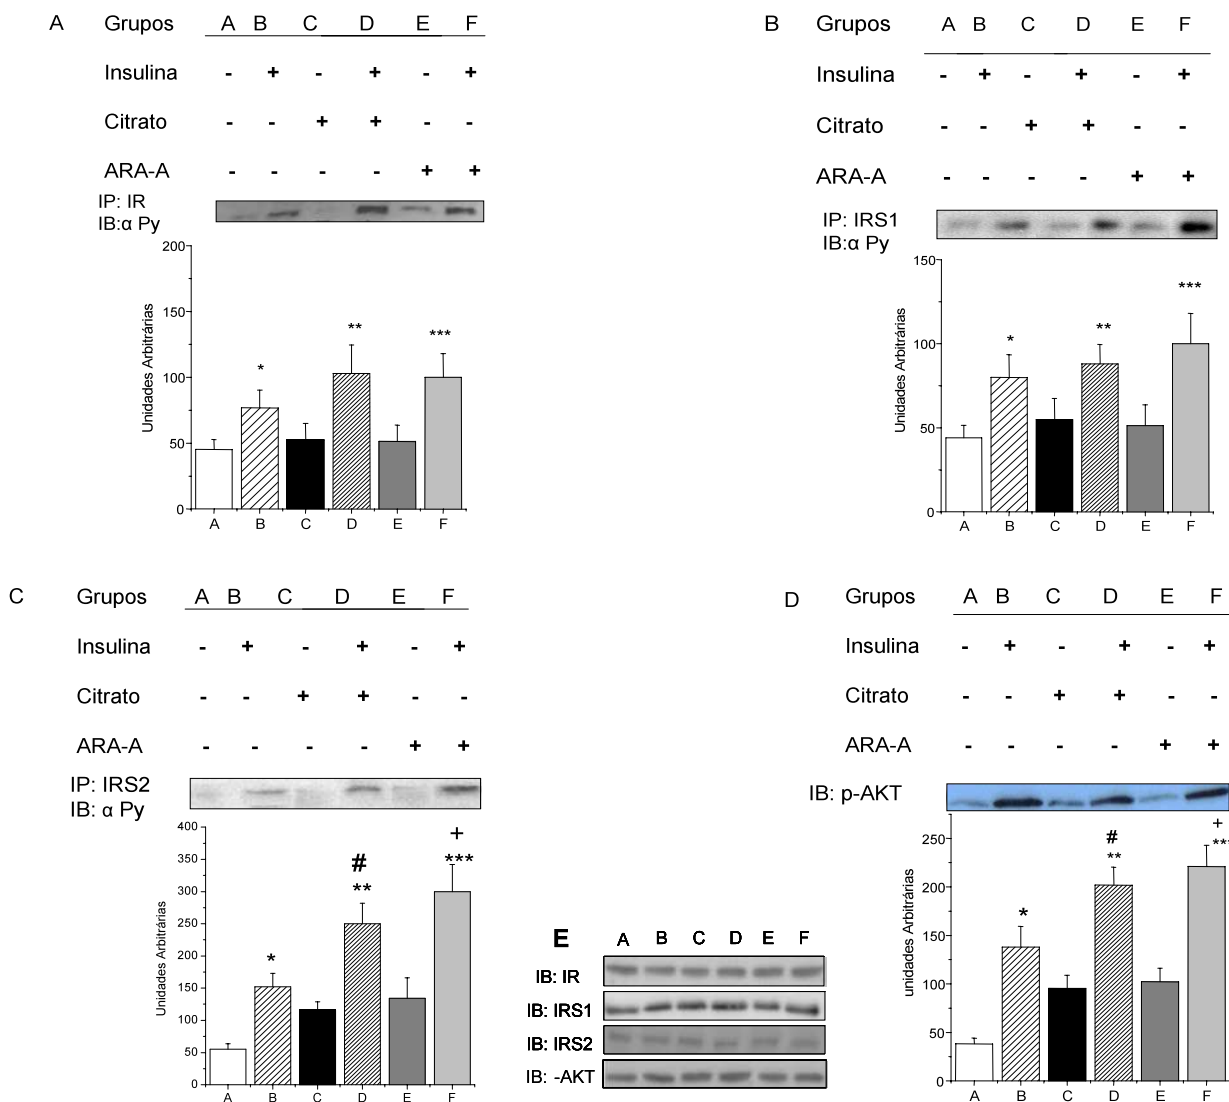 A Grupos A B C D E F
Insulina - + - + - +
Citrato - - + + - -
ARA-A - - - - + +
IP: IR
IB:α Py
200
150
100
50
0
Unidades Arbitrárias
* ** ***
A B C D E F
B Grupos A B C D E F
Insulina - + - + - +
Citrato - - + + - -
ARA-A - - - - + +
IP: IRS1
IB:α Py
150
100
50
0
Unidades Arbitrárias
* ** ***
A B C D E F
C Grupos A B C D E F
Insulina - + - + - +
Citrato - - + + - -
ARA-A - - - - + +
IP: IRS2
IB: α Py
400
350
300
250
200
150
100
50
0
Unidades Arbitrárias
# +
* ** ***
A B C D E F
D Grupos A B C D E F
Insulina - + - + - +
Citrato - - + + - -
ARA-A - - - - + +
IB: p-AKT
250
200
150
100
50
0
unidades Arbitrárias
# +
* ** ***
A B C D E F
E A B C D E F
IB: IR
IB: IRS1
IB: IRS2
IB: -AKT